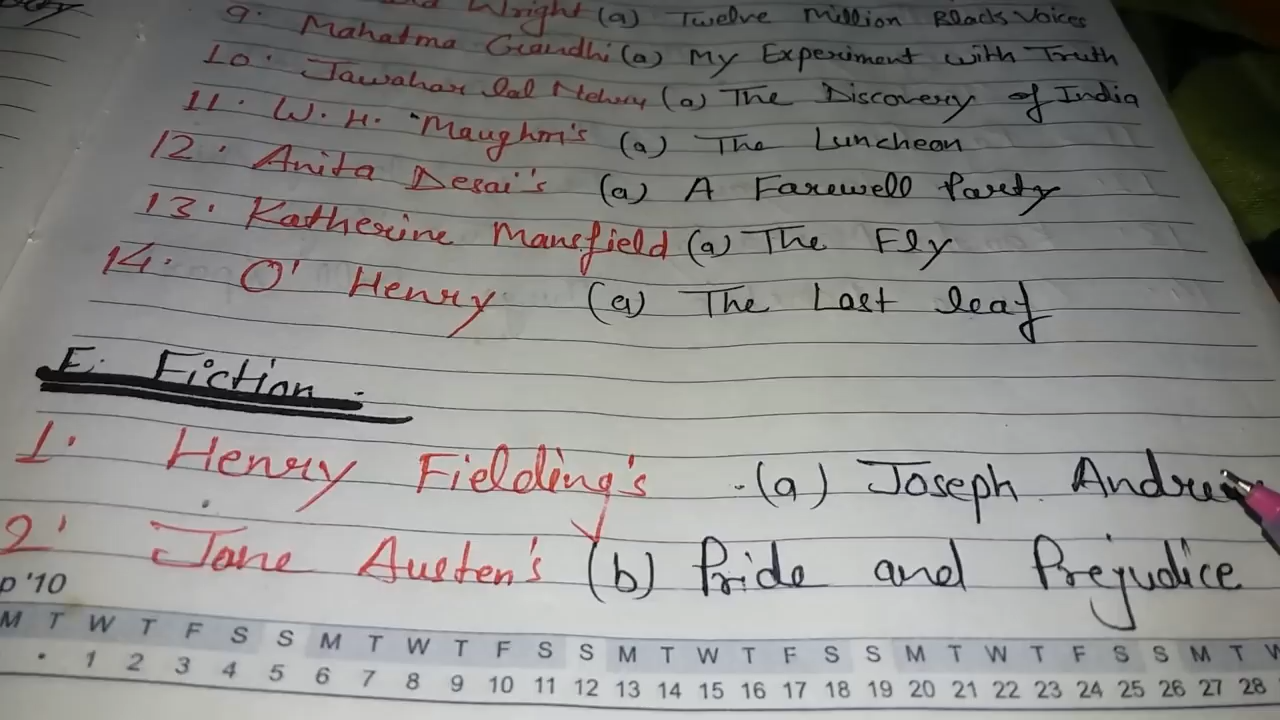 Wright (a) Twelve Million Black Voices
9. Mahatma Gandhi (a) My Experiment with Truth
10. Jawahar Lal Nehru (a) The Discovery of India
11. W. H. Maughm's (a) The Luncheon
12. Anita Desai's (a) A Farewell Party
13. Katherine Mansfield (a) The Fly
14. O' Henry (a) The Last leaf
E. Fiction
1. Henry Fielding's (a) Joseph Andrew
2. Jane Austen's (b) Pride and Prejudice
p '10
M T W T F S S M T W T F S S M T W T F S S M T W T F S S M T W
1 2 3 4 5 6 7 8 9 10 11 12 13 14 15 16 17 18 19 20 21 22 23 24 25 26 27 28